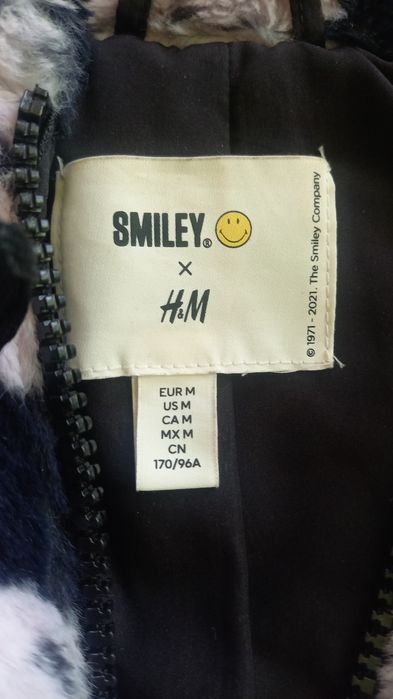 SMILEY®
×
H&M
© 1971 - 2021. The Smiley Company
EUR M
US M
CA M
MX M
CN
170/96A